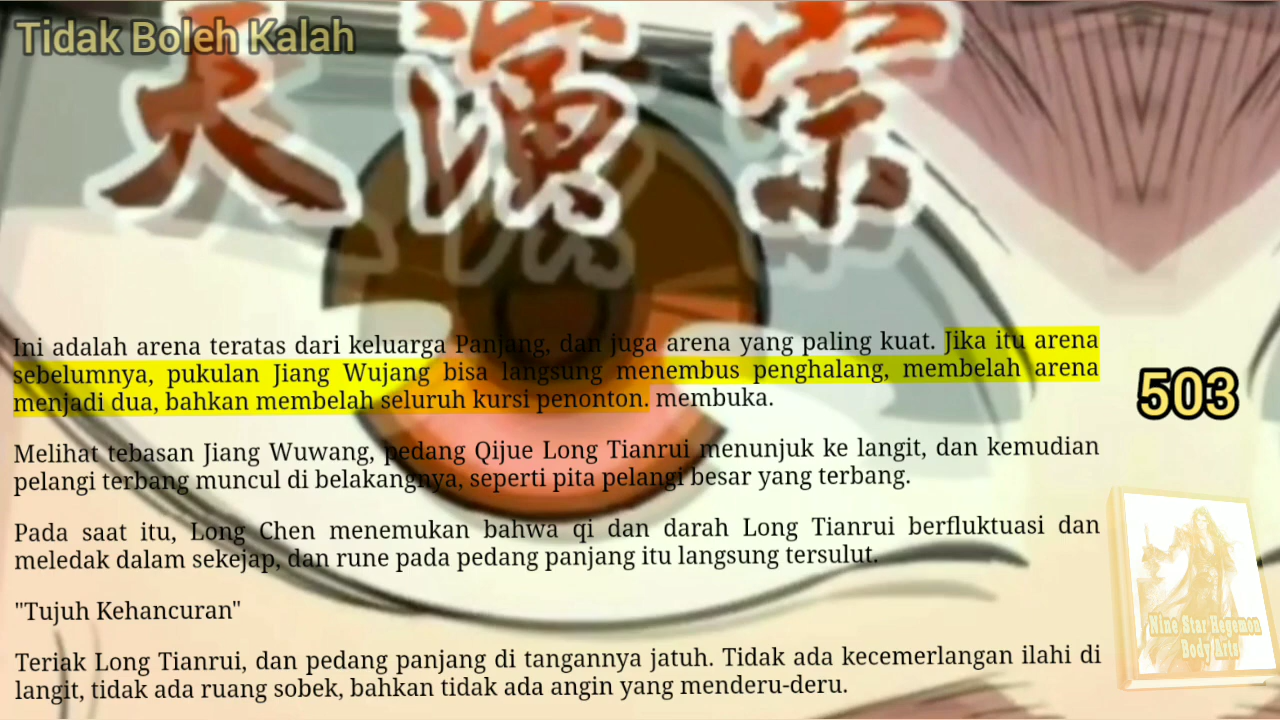 Tidak Boleh Kalah
天演宗
Ini adalah arena teratas dari keluarga Panjang, dan juga arena yang paling kuat. Jika itu arena
sebelumnya, pukulan Jiang Wujang bisa langsung menembus penghalang, membelah arena
menjadi dua, bahkan membelah seluruh kursi penonton. membuka.
503
Melihat tebasan Jiang Wuwang, pedang Qijue Long Tianrui menunjuk ke langit, dan kemudian
pelangi terbang muncul di belakangnya, seperti pita pelangi besar yang terbang.
Pada saat itu, Long Chen menemukan bahwa qi dan darah Long Tianrui berfluktuasi dan
meledak dalam sekejap, dan rune pada pedang panjang itu langsung tersulut.
"Tujuh Kehancuran"
Teriak Long Tianrui, dan pedang panjang di tangannya jatuh. Tidak ada kecemerlangan ilahi di
langit, tidak ada ruang sobek, bahkan tidak ada angin yang menderu-deru.
Nine Star Hegemon
Body Arts